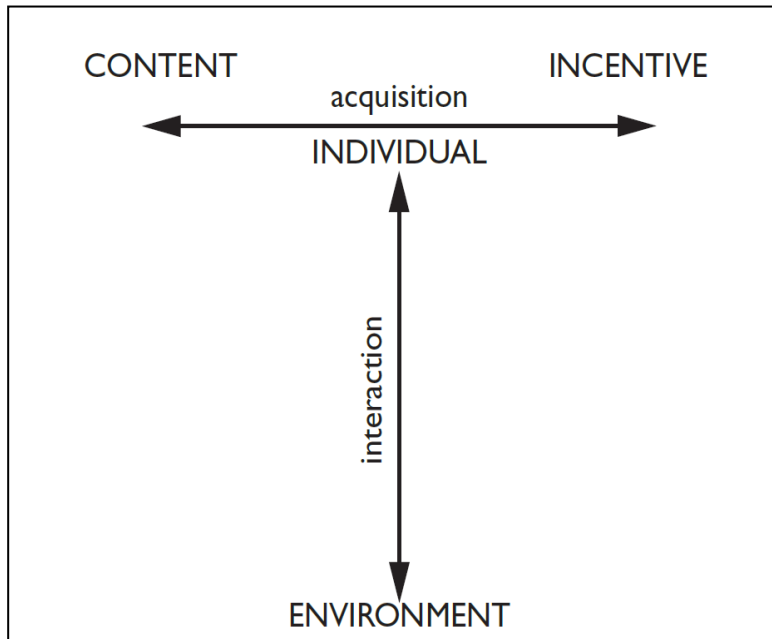 CONTENT INCENTIVE
acquisition
INDIVIDUAL
interaction
ENVIRONMENT